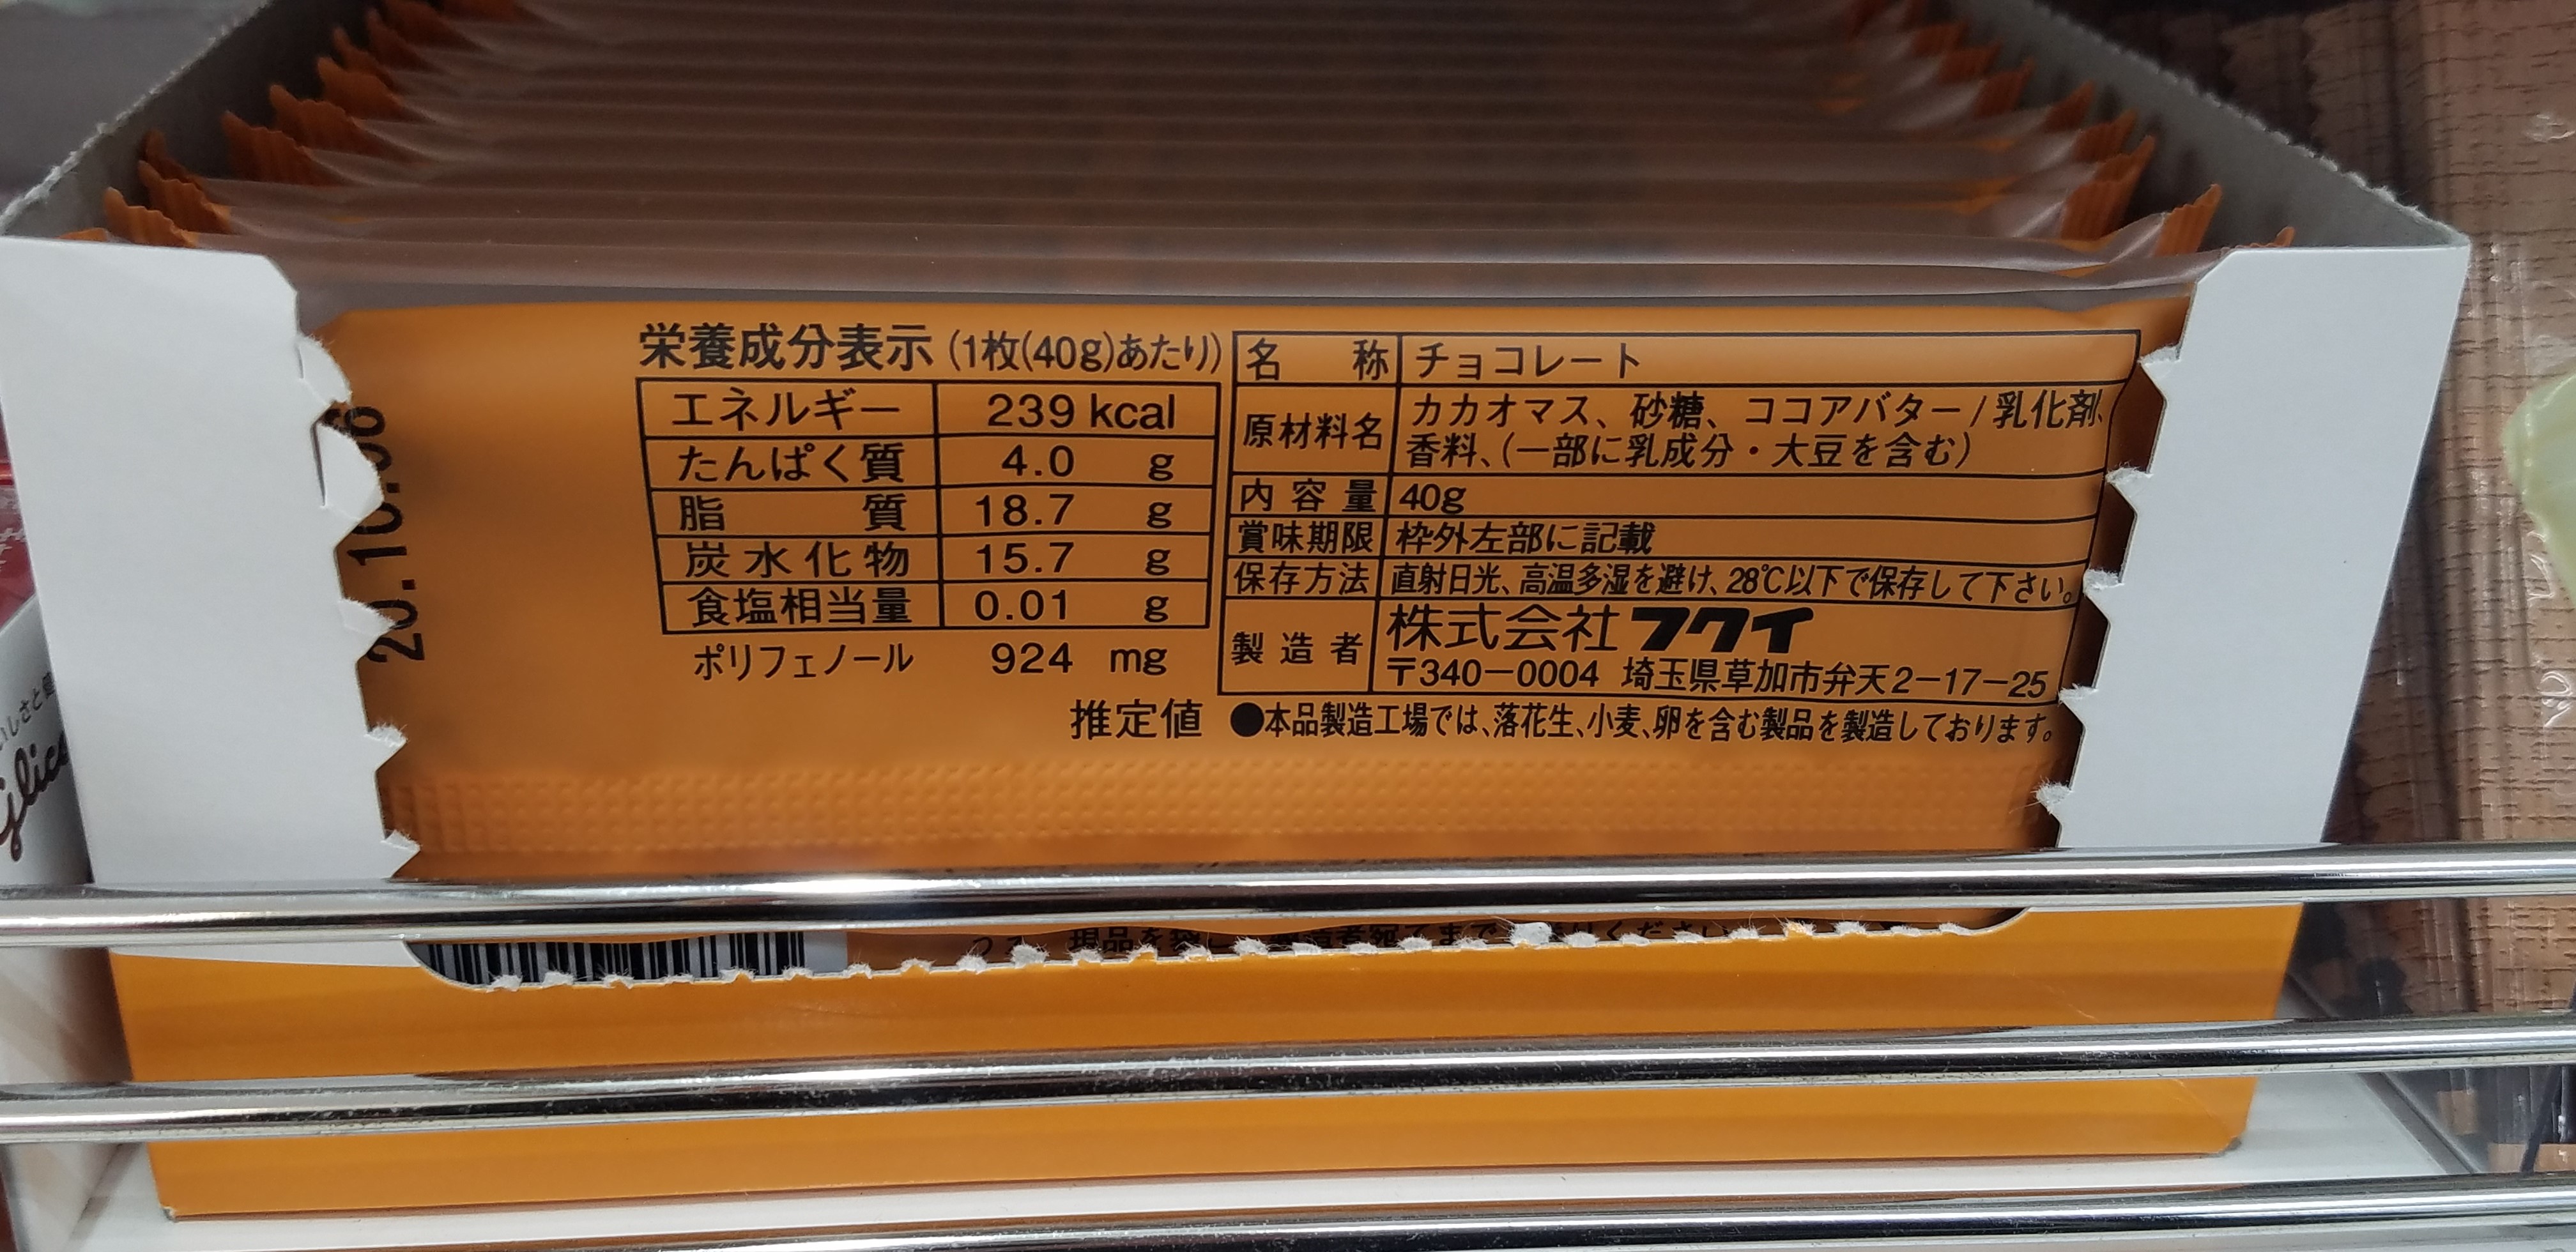 栄養成分表示 (1枚(40g)あたり)
エネルギー 239 kcal
たんぱく質 4.0 g
脂質 18.7 g
炭水化物 15.7 g
食塩相当量 0.01 g
ポリフェノール 924 mg
推定値
名称 チョコレート
原材料名 カカオマス、砂糖、ココアバター/乳化剤、
香料、(一部に乳成分・大豆を含む)
内容量 40g
賞味期限 枠外左部に記載
保存方法 直射日光、高温多湿を避け、28℃以下で保存して下さい。
製造者 株式会社フクイ
〒340−0004 埼玉県草加市弁天2−17−25
●本品製造工場では、落花生、小麦、卵を含む製品を製造しております。
現品を
glico